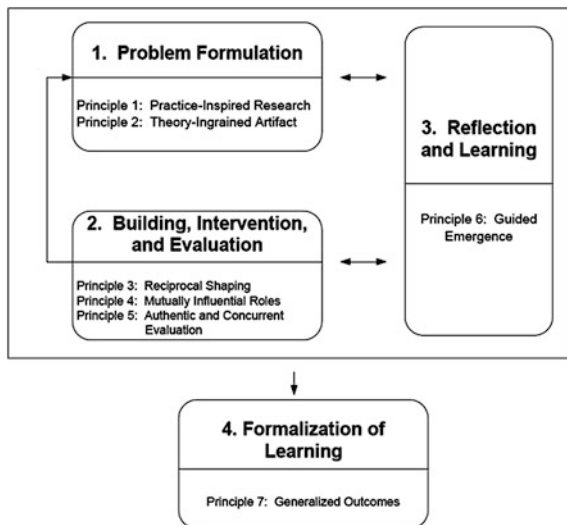 1. Problem Formulation
Principle 1: Practice-Inspired Research
Principle 2: Theory-Ingrained Artifact
2. Building, Intervention,
and Evaluation
Principle 3: Reciprocal Shaping
Principle 4: Mutually Influential Roles
Principle 5: Authentic and Concurrent
Evaluation
3. Reflection
and Learning
Principle 6: Guided
Emergence
4. Formalization of
Learning
Principle 7: Generalized Outcomes